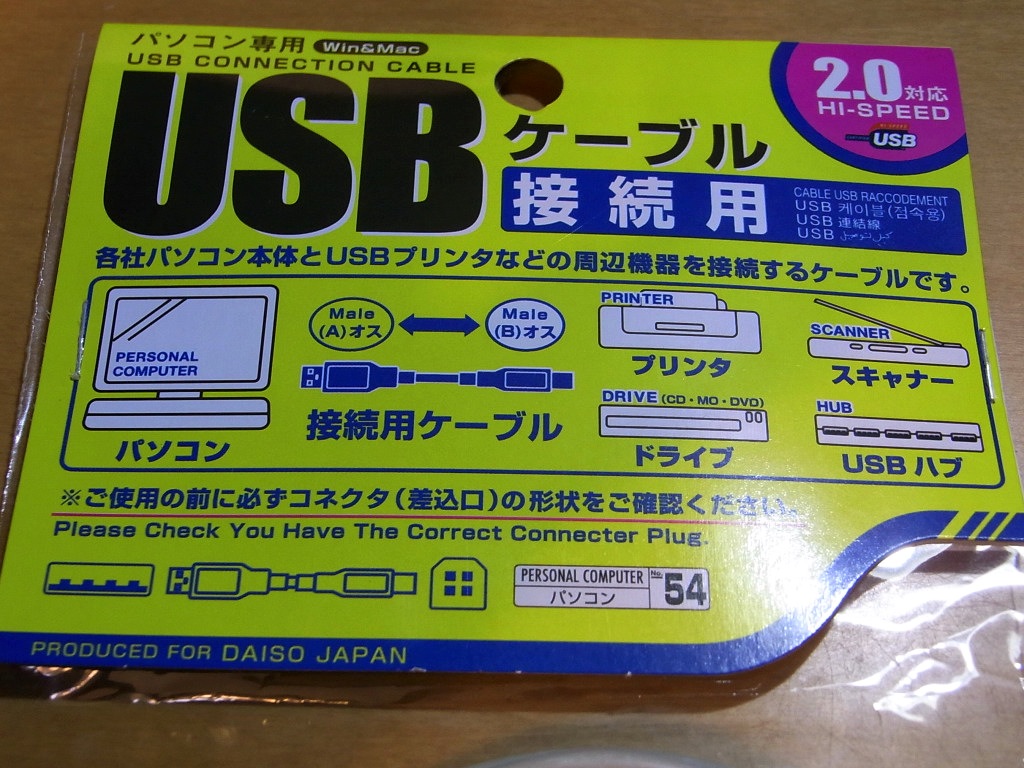 パソコン専用 Win&Mac
USB CONNECTION CABLE
USB ケーブル
接続用
2.0対応
HI-SPEED
HI-SPEED
CERTIFIED USB
CABLE USB RACCODEMENT
USB 케이블(접속용)
USB 連結線
USB
各社パソコン本体とUSBプリンタなどの周辺機器を接続するケーブルです。
PERSONAL
COMPUTER
パソコン
Male
(A)オス
Male
(B)オス
接続用ケーブル
PRINTER
プリンタ
SCANNER
スキャナー
DRIVE (CD・MO・DVD)
ドライブ
HUB
USB ハブ
※ご使用の前に必ずコネクタ(差込口)の形状をご確認ください。
Please Check You Have The Correct Connecter Plug.
PERSONAL COMPUTER
パソコン
No. 54
PRODUCED FOR DAISO JAPAN